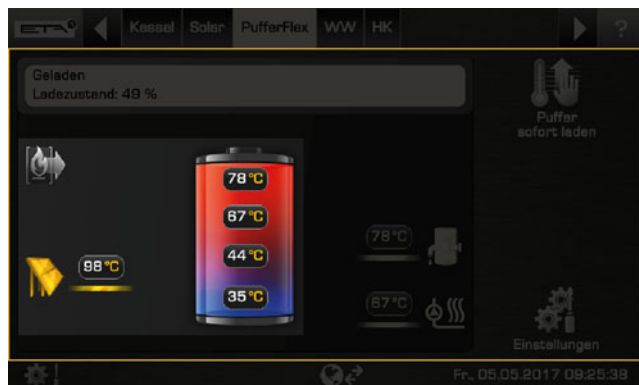 ETA
Kessel Solar PufferFlex WW HK ?
Geladen
Ladezustand: 49 %
Puffer
sofort laden
78 °C
67 °C
78 °C
44 °C
98 °C
35 °C
67 °C
Einstellungen
Fr., 05.05.2017 09:25:38